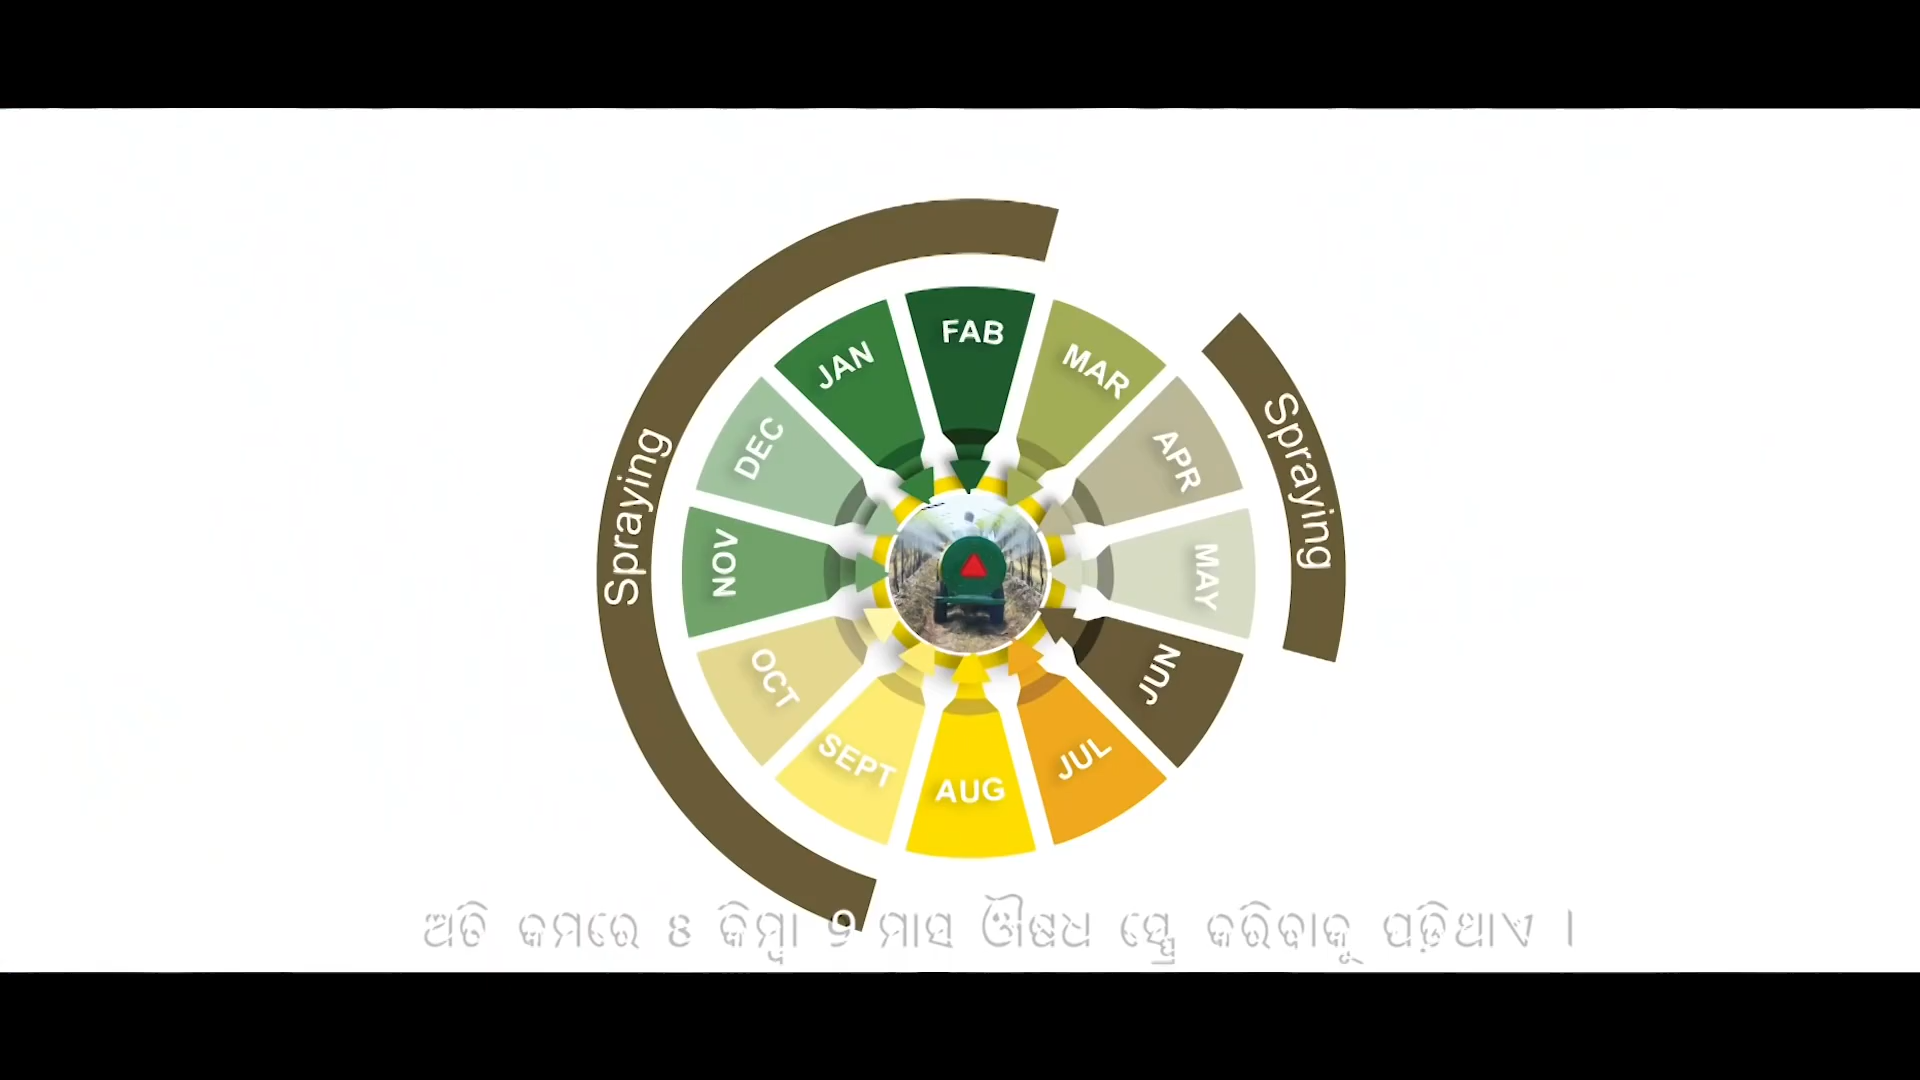 Spraying
Spraying
FAB
MAR
APR
MAY
JUN
JUL
AUG
SEPT
OCT
NOV
DEC
JAN
ଅତି କମରେ ୫ କିମ୍ବା ୨ ମାସ ଔଷଧ ସ୍ପ୍ରେ କରିବାକୁ ପଡ଼ିଥାଏ ।